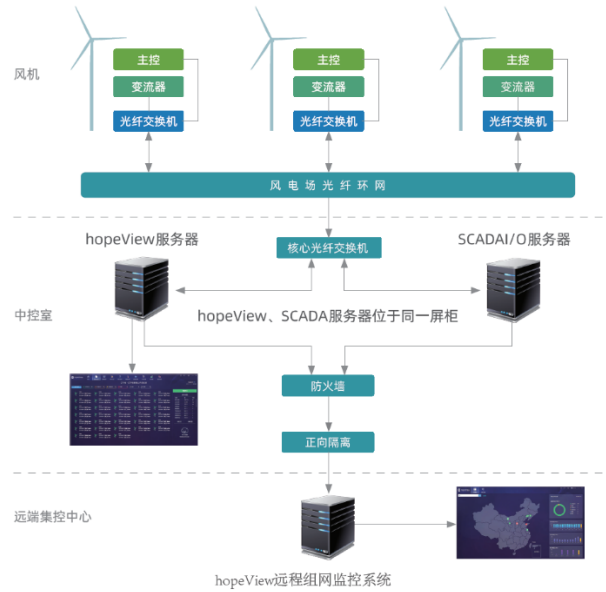 主控
主控
主控
风机
变流器
变流器
变流器
光纤交换机
光纤交换机
光纤交换机
风电场光纤环网
hopeView服务器
核心光纤交换机
SCADAI/O服务器
中控室
hopeView、SCADA服务器位于同一屏柜
防火墙
正向隔离
远端集控中心
hopeView远程组网监控系统